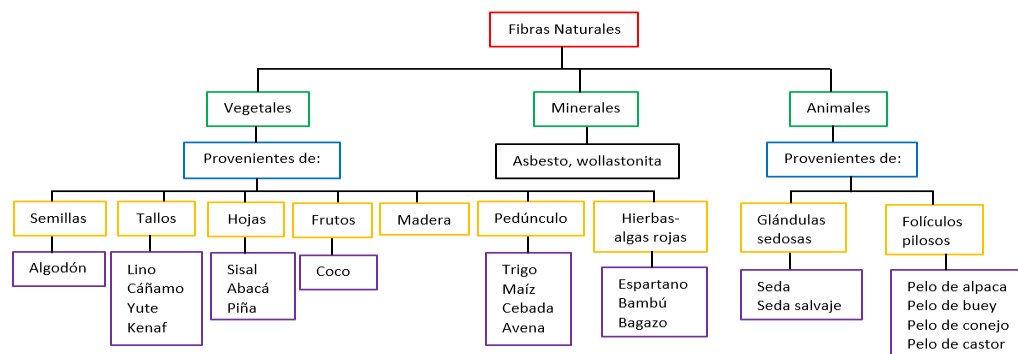 Fibras Naturales
Vegetales
Minerales
Animales
Provenientes de:
Asbesto, wollastonita
Provenientes de:
Semillas
Tallos
Hojas
Frutos
Madera
Pedúnculo
Hierbas-
algas rojas
Glándulas
sedosas
Folículos
pilosos
Algodón
Lino
Cáñamo
Yute
Kenaf
Sisal
Abacá
Piña
Coco
Trigo
Maíz
Cebada
Avena
Espartano
Bambú
Bagazo
Seda
Seda salvaje
Pelo de alpaca
Pelo de buey
Pelo de conejo
Pelo de castor